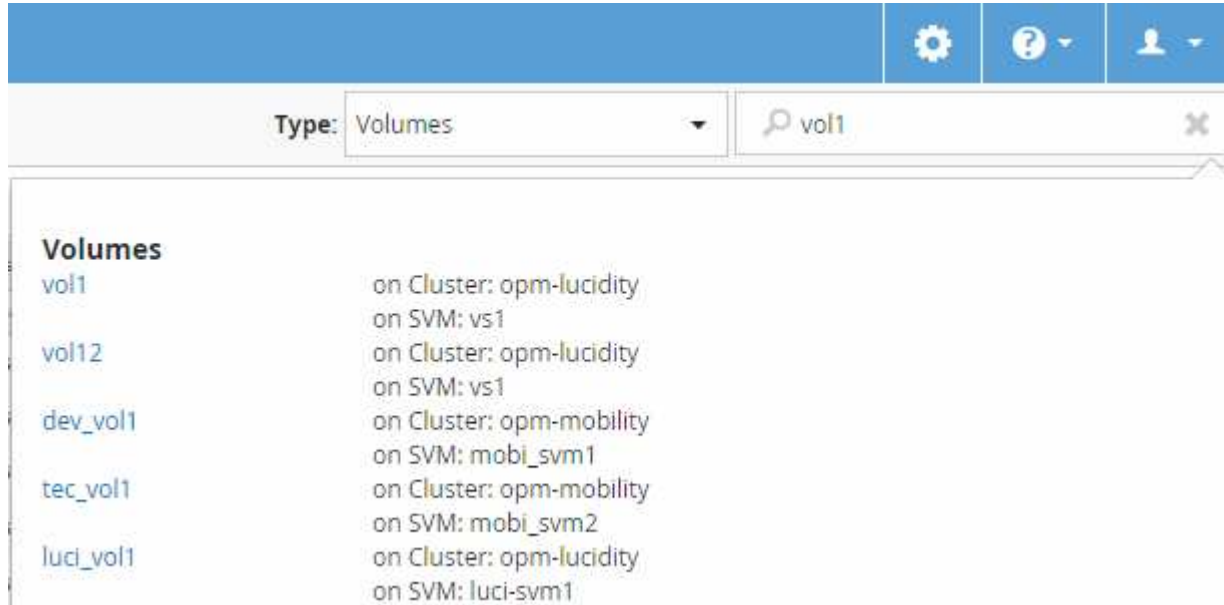 Type: Volumes vol1
Volumes
vol1 on Cluster: opm-lucidity
on SVM: vs1
vol12 on Cluster: opm-lucidity
on SVM: vs1
dev_vol1 on Cluster: opm-mobility
on SVM: mobi_svm1
tec_vol1 on Cluster: opm-mobility
on SVM: mobi_svm2
luci_vol1 on Cluster: opm-lucidity
on SVM: luci-svm1